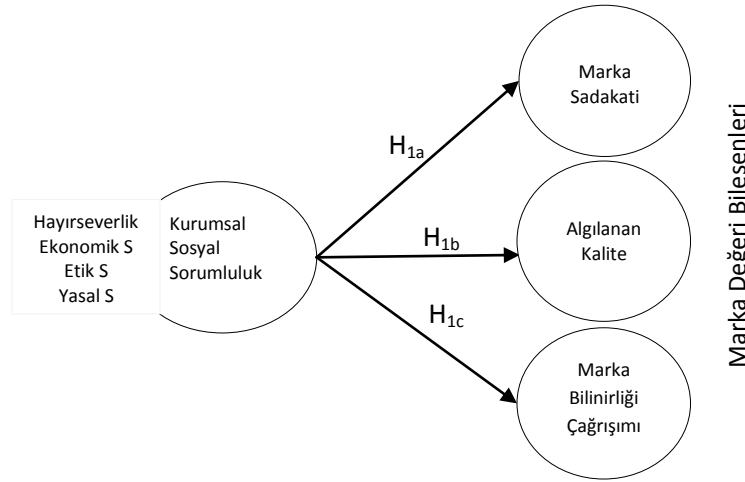 Marka
Sadakati
H1a
Hayırseverlik
Ekonomik S
Etik S
Yasal S
Kurumsal
Sosyal
Sorumluluk
H1b
Algılanan
Kalite
H1c
Marka
Bilinirliği
Çağrışımı
Marka Değeri Bileşenleri